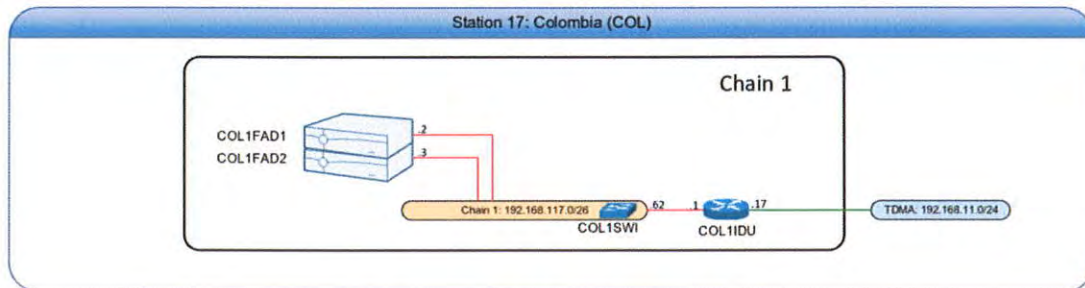 Station 17: Colombia (COL)
Chain 1
COL1FAD1
.2
COL1FAD2
.3
Chain 1: 192.168.117.0/26
.62
.1
.17
TDMA: 192.168.11.0/24
COL1SWI
COL1IDU